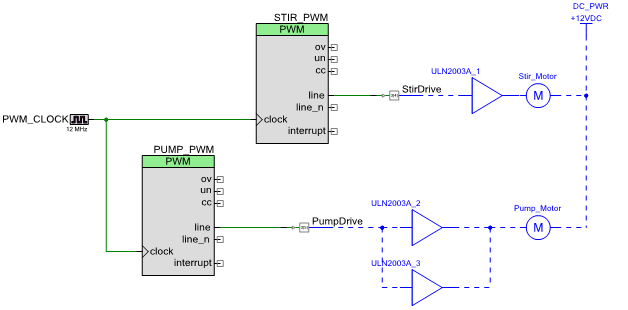 DC_PWR
+12VDC
STIR_PWM
PWM
ov
un
cc
line
line_n
clock
interrupt
StirDrive
ULN2003A_1
Stir_Motor
M
PWM_CLOCK
12 MHz
PUMP_PWM
PWM
ov
un
cc
line
line_n
clock
interrupt
PumpDrive
ULN2003A_2
Pump_Motor
M
ULN2003A_3